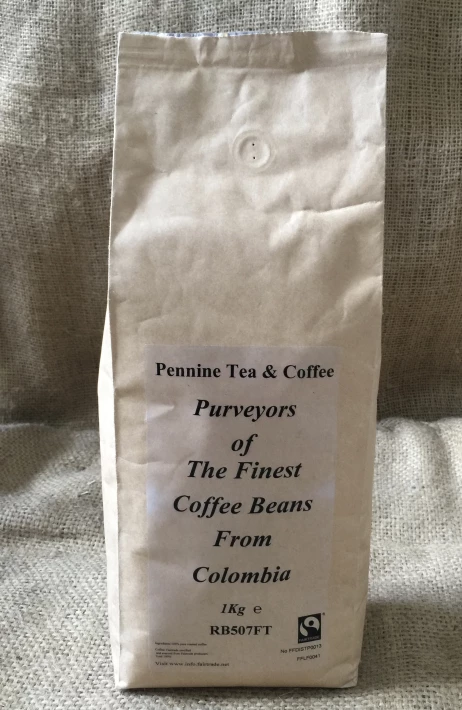 Pennine Tea & Coffee
Purveyors
of
The Finest
Coffee Beans
From
Colombia
1Kg e
RB507FT